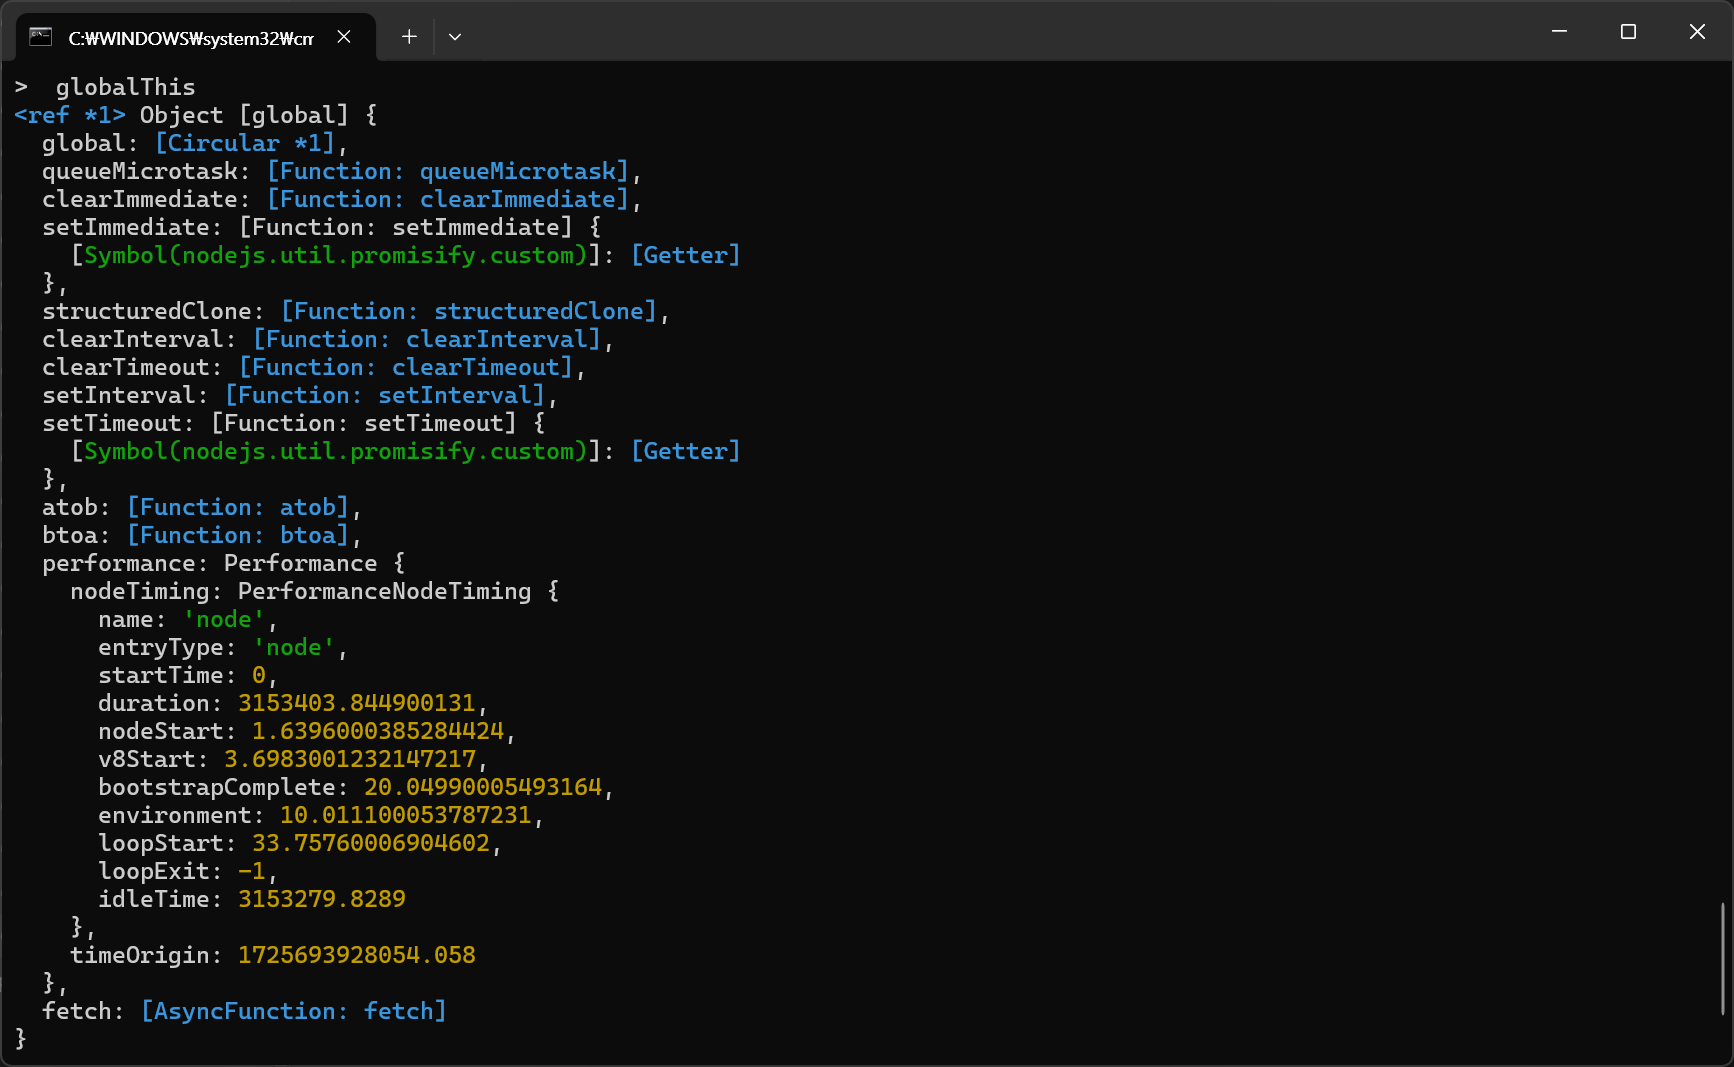 C:₩WINDOWS₩system32₩cm
>  globalThis
<ref *1> Object [global] {
  global: [Circular *1],
  queueMicrotask: [Function: queueMicrotask],
  clearImmediate: [Function: clearImmediate],
  setImmediate: [Function: setImmediate] {
    [Symbol(nodejs.util.promisify.custom)]: [Getter]
  },
  structuredClone: [Function: structuredClone],
  clearInterval: [Function: clearInterval],
  clearTimeout: [Function: clearTimeout],
  setInterval: [Function: setInterval],
  setTimeout: [Function: setTimeout] {
    [Symbol(nodejs.util.promisify.custom)]: [Getter]
  },
  atob: [Function: atob],
  btoa: [Function: btoa],
  performance: Performance {
    nodeTiming: PerformanceNodeTiming {
      name: 'node',
      entryType: 'node',
      startTime: 0,
      duration: 3153403.844900131,
      nodeStart: 1.6396000385284424,
      v8Start: 3.6983001232147217,
      bootstrapComplete: 20.04990005493164,
      environment: 10.011100053787231,
      loopStart: 33.75760006904602,
      loopExit: -1,
      idleTime: 3153279.8289
    },
    timeOrigin: 1725693928054.058
  },
  fetch: [AsyncFunction: fetch]
}